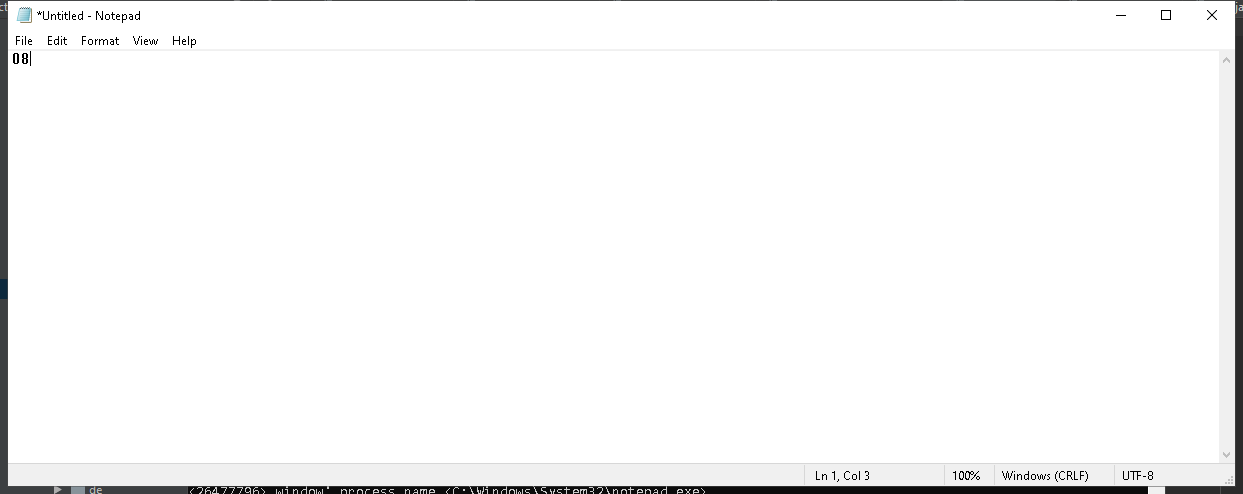 *Untitled - Notepad
File Edit Format View Help
08
Ln 1, Col 3 100% Windows (CRLF) UTF-8
de <26477796> window' process name <C:\Windows\System32\notepad.exe>